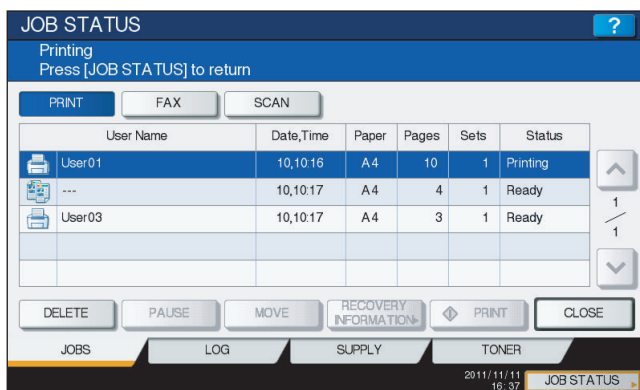 JOB STATUS ?
Printing
Press [JOB STATUS] to return
PRINT FAX SCAN
User Name Date,Time Paper Pages Sets Status
User01 10,10:16 A4 10 1 Printing
--- 10,10:17 A4 4 1 Ready
User03 10,10:17 A4 3 1 Ready
1
1
DELETE PAUSE MOVE RECOVERY INFORMATION PRINT CLOSE
JOBS LOG SUPPLY TONER
2011/11/11
16:37 JOB STATUS